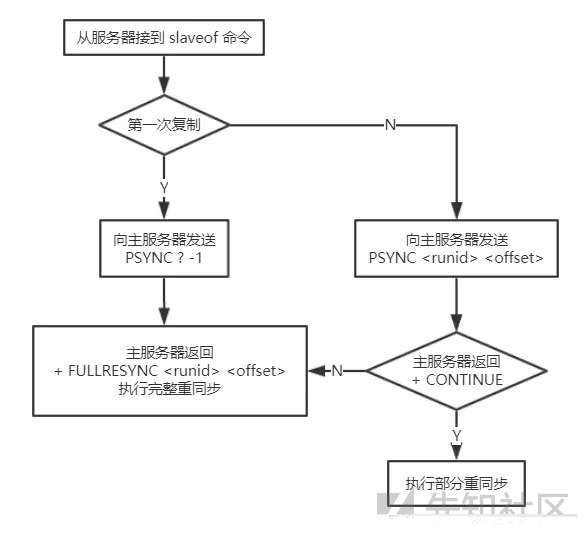 从服务器接到 slaveof 命令
第一次复制
N
Y
向主服务器发送
PSYNC ? -1
向主服务器发送
PSYNC <runid> <offset>
主服务器返回
+ FULLRESYNC <runid> <offset>
执行完整重同步
N
主服务器返回
+ CONTINUE
Y
执行部分重同步
先知社区